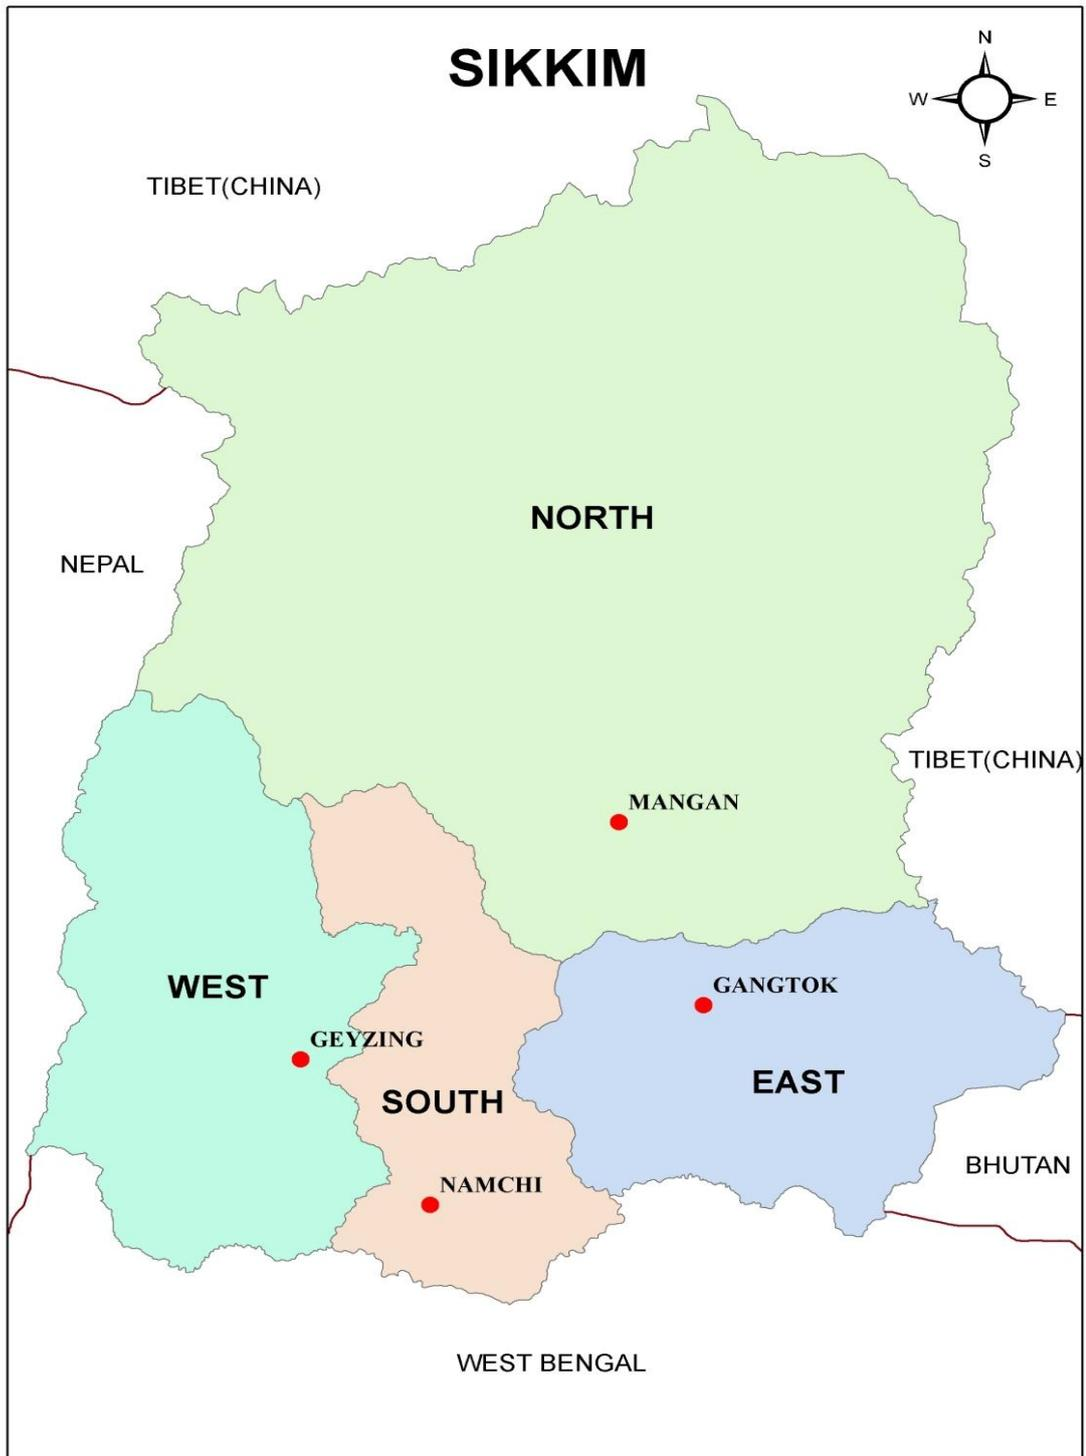 SIKKIM
N
W
E
S
TIBET(CHINA)
NORTH
NEPAL
TIBET(CHINA)
MANGAN
WEST
GANGTOK
GEYZING
EAST
SOUTH
BHUTAN
NAMCHI
WEST BENGAL